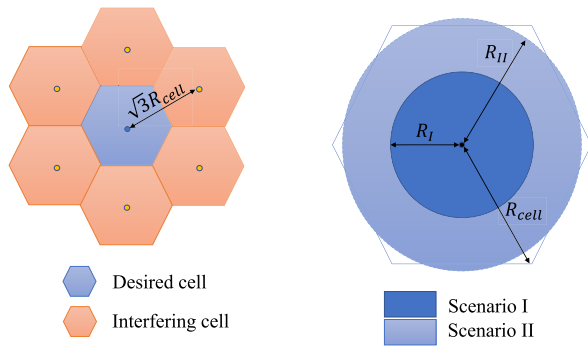 √3R_cell
Desired cell
Interfering cell
R_II
R_I
R_cell
Scenario I
Scenario II